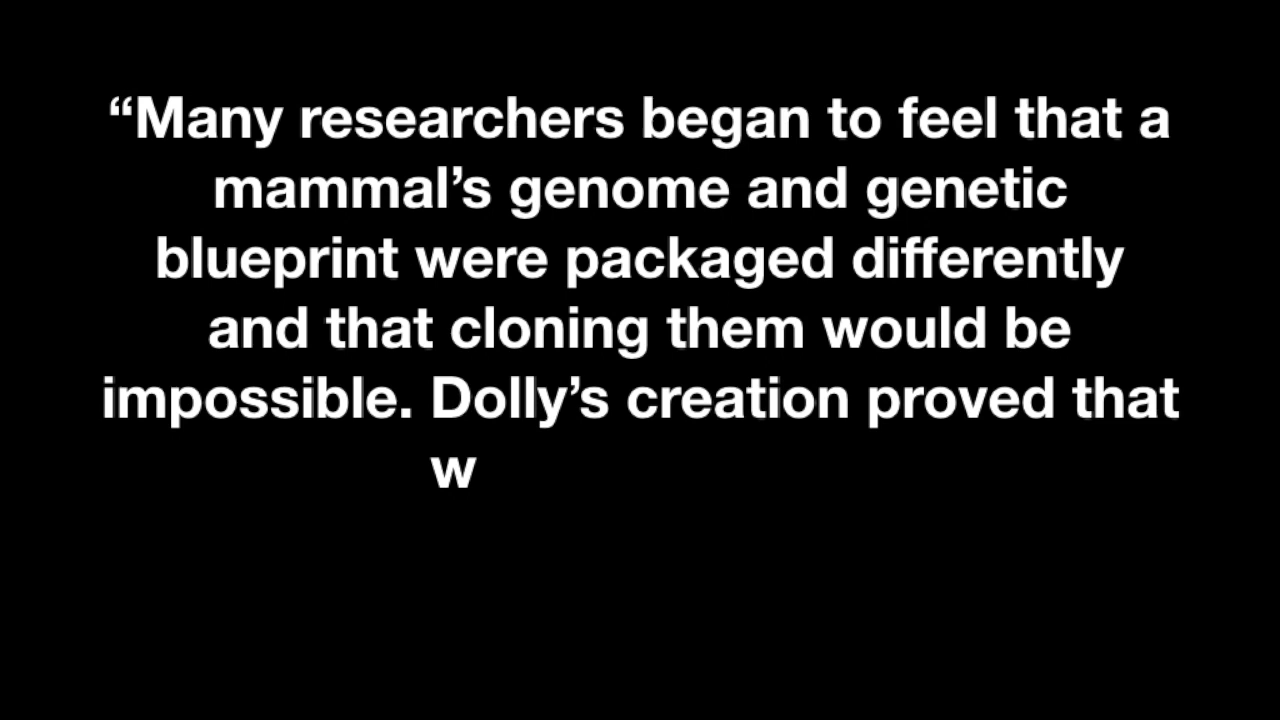 “Many researchers began to feel that a
mammal’s genome and genetic
blueprint were packaged differently
and that cloning them would be
impossible. Dolly’s creation proved that
w